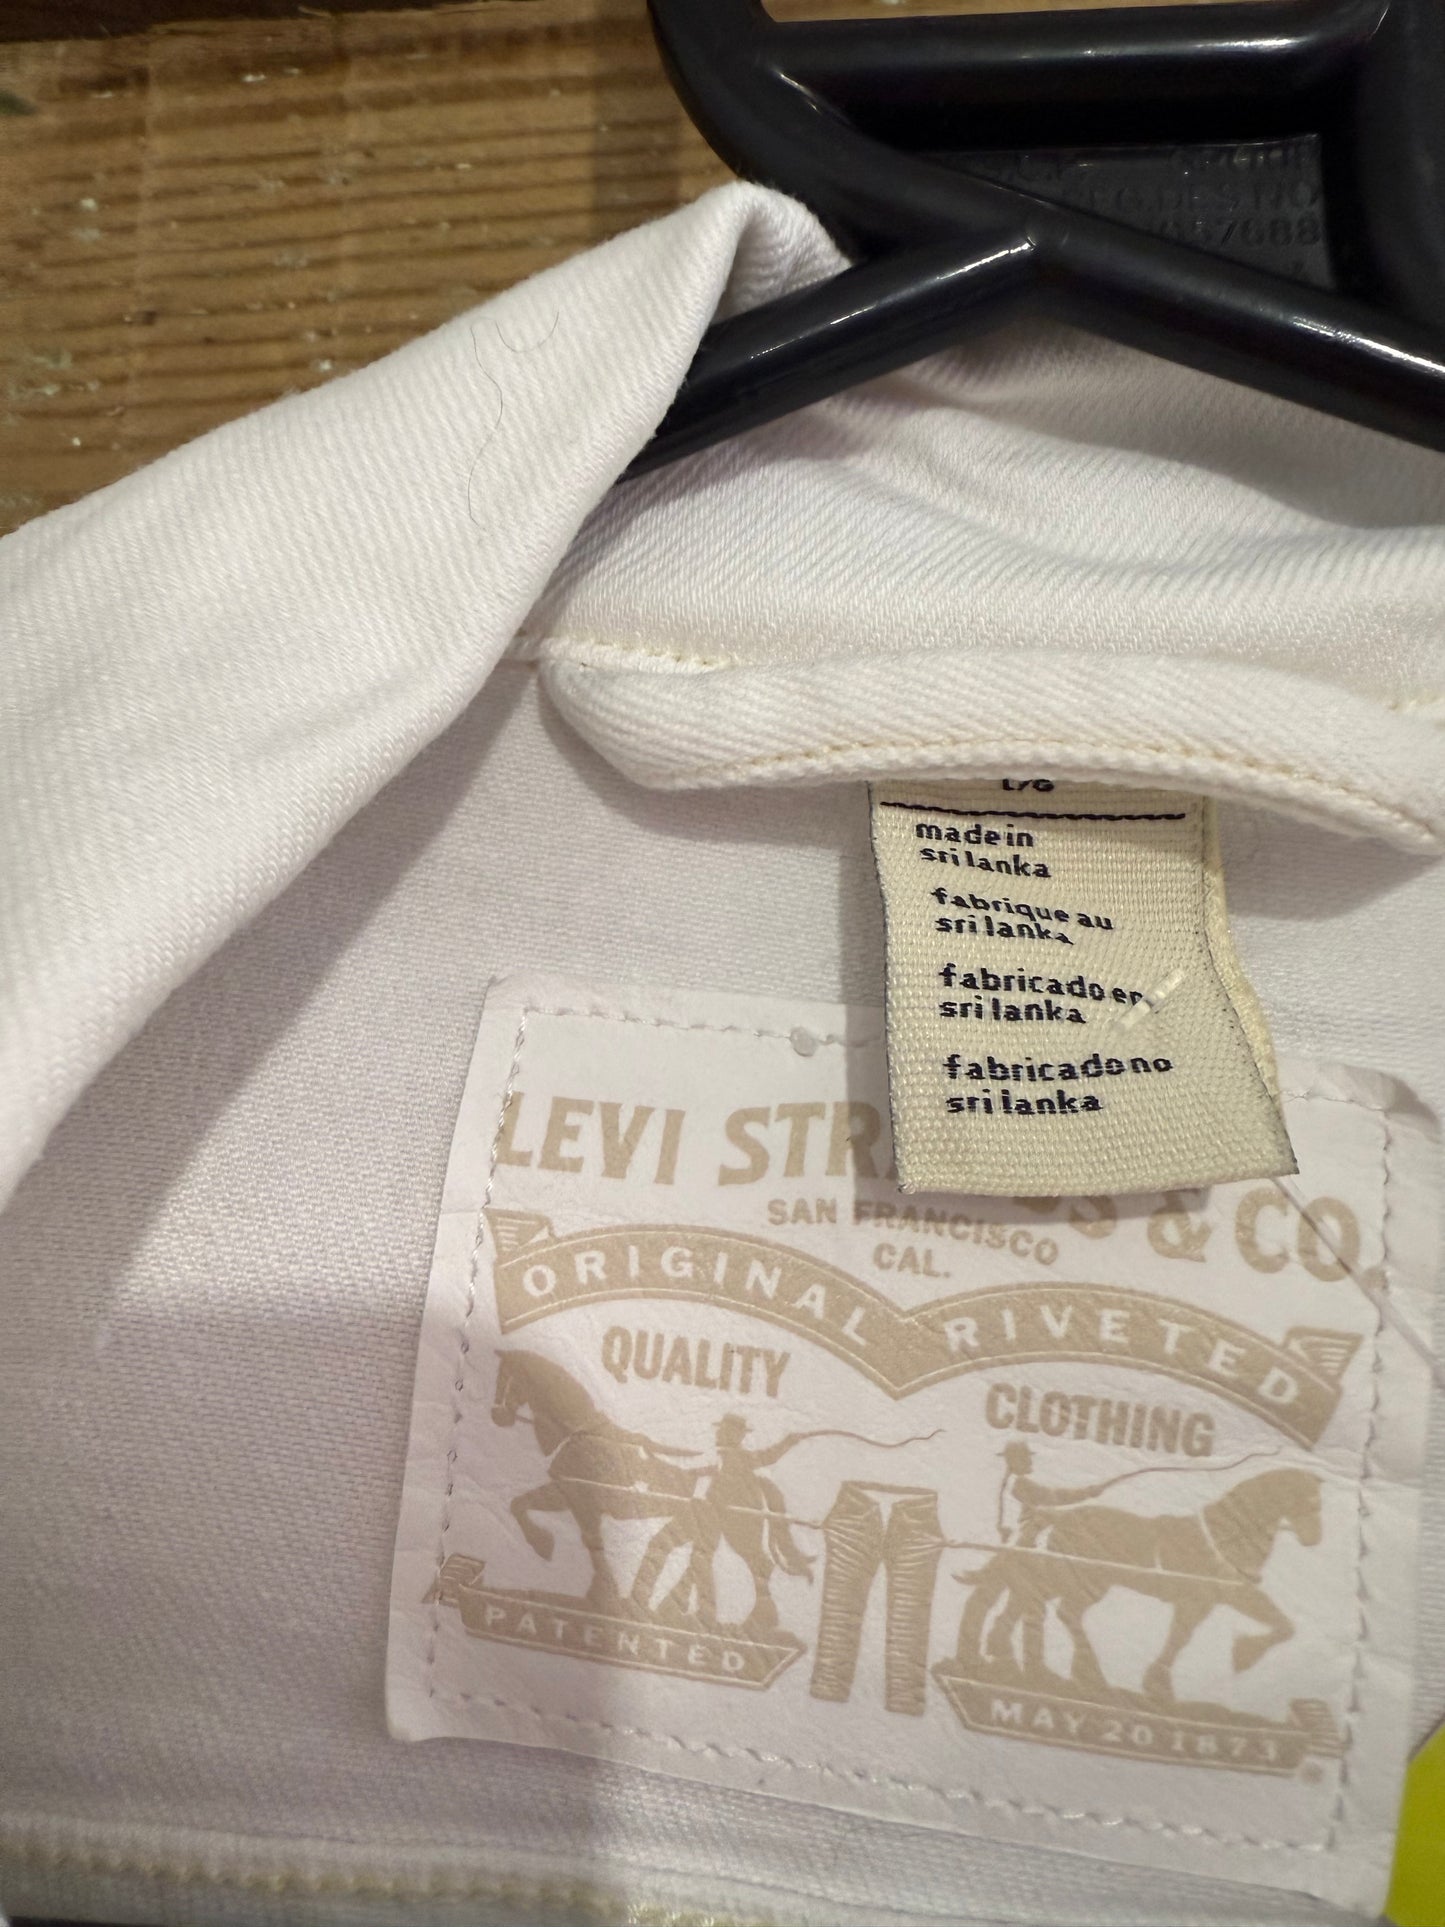 L/G
made in
sri lanka
fabrique au
sri lanka
fabricado en
sri lanka
fabricado no
sri lanka
LEVI & CO.
SAN FRANCISCO
CAL.
ORIGINAL RIVETED
QUALITY
CLOTHING
PATENTED
MAY 20 1873
®